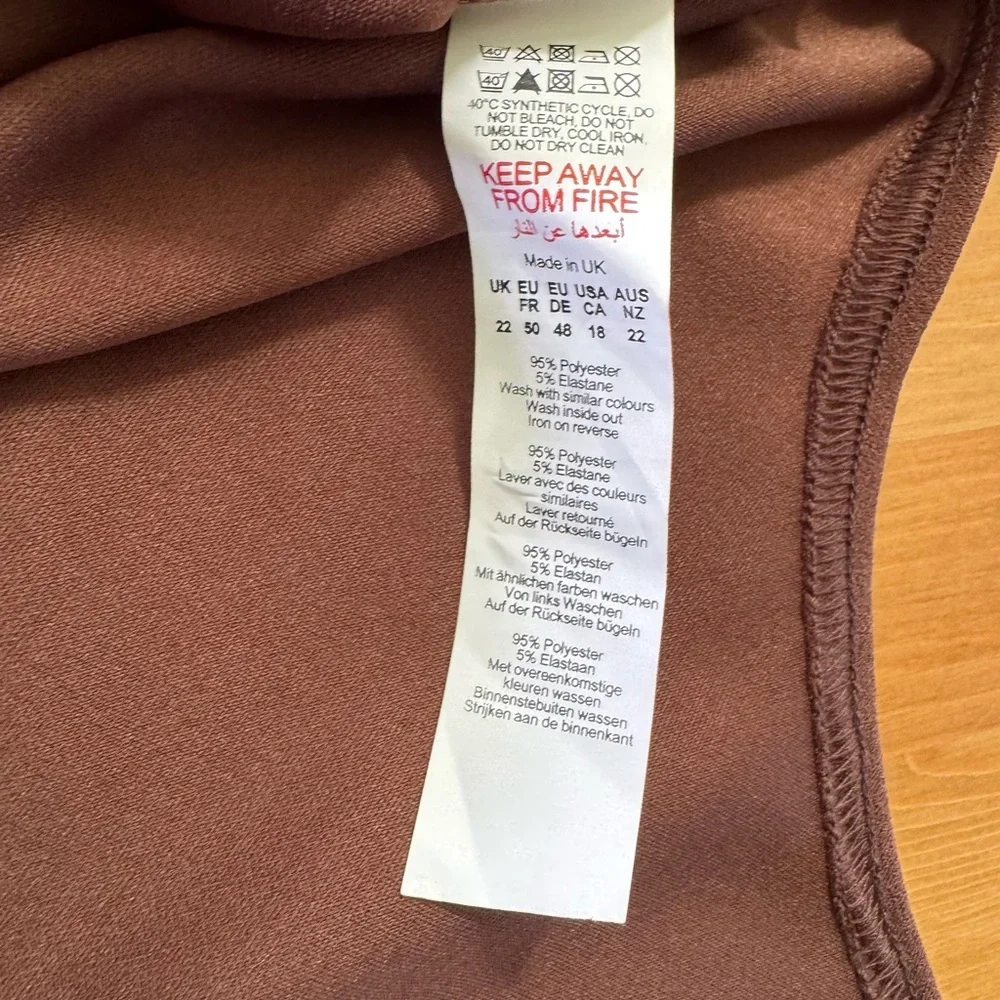 40° 
40° 
40°C SYNTHETIC CYCLE, DO
NOT BLEACH, DO NOT
TUMBLE DRY, COOL IRON,
DO NOT DRY CLEAN
KEEP AWAY
FROM FIRE
أبعدها عن النار
Made in UK
UK EU EU USA AUS
FR DE CA NZ
22 50 48 18 22
95% Polyester
5% Elastane
Wash with similar colours
Wash inside out
Iron on reverse
95% Polyester
5% Elastane
Laver avec des couleurs
similaires
Laver retourné
Auf der Rückseite bügeln
95% Polyester
5% Elastan
Mit ähnlichen farben waschen
Von links Waschen
Auf der Rückseite bügeln
95% Polyester
5% Elastaan
Met overeenkomstige
kleuren wassen
Binnenstebuiten wassen
Strijken aan de binnenkant